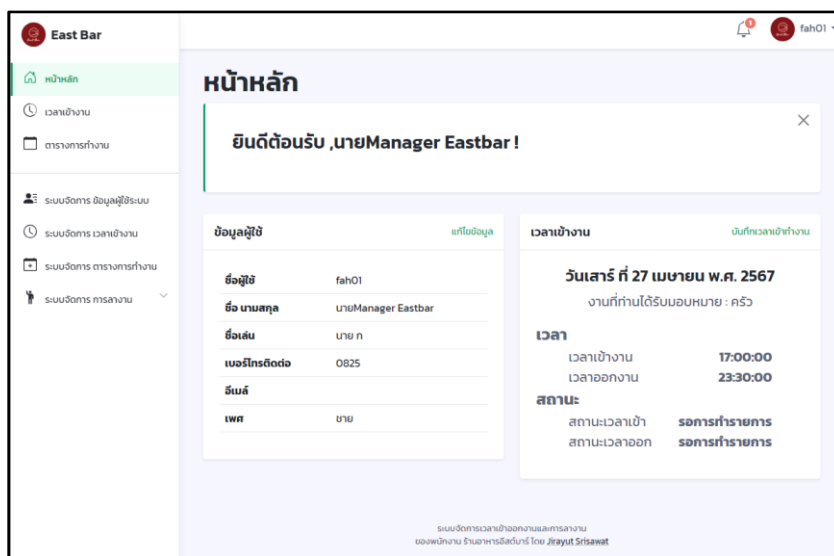 East Bar
1
fah01
หน้าหลัก
เวลาเข้างาน
ตารางการทำงาน
ระบบจัดการ ข้อมูลผู้ใช้ระบบ
ระบบจัดการ เวลาเข้างาน
ระบบจัดการ ตารางการทำงาน
ระบบจัดการ การลางาน
หน้าหลัก
ยินดีต้อนรับ ,นายManager Eastbar !
ข้อมูลผู้ใช้ แก้ไขข้อมูล
ชื่อผู้ใช้ fah01
ชื่อ นามสกุล นายManager Eastbar
ชื่อเล่น นาย ก
เบอร์โทรติดต่อ 0825
อีเมล์
เพศ ชาย
เวลาเข้างาน บันทึกเวลาเข้าทำงาน
วันเสาร์ ที่ 27 เมษายน พ.ศ. 2567
งานที่ท่านได้รับมอบหมาย : ครัว
เวลา
เวลาเข้างาน 17:00:00
เวลาออกงาน 23:30:00
สถานะ
สถานะเวลาเข้า รอการทำรายการ
สถานะเวลาออก รอการทำรายการ
ระบบจัดการเวลาเข้าออกงานและการลางาน
ของพนักงาน ร้านอาหารอีสต์บาร์ โดย Jirayut Srisawat